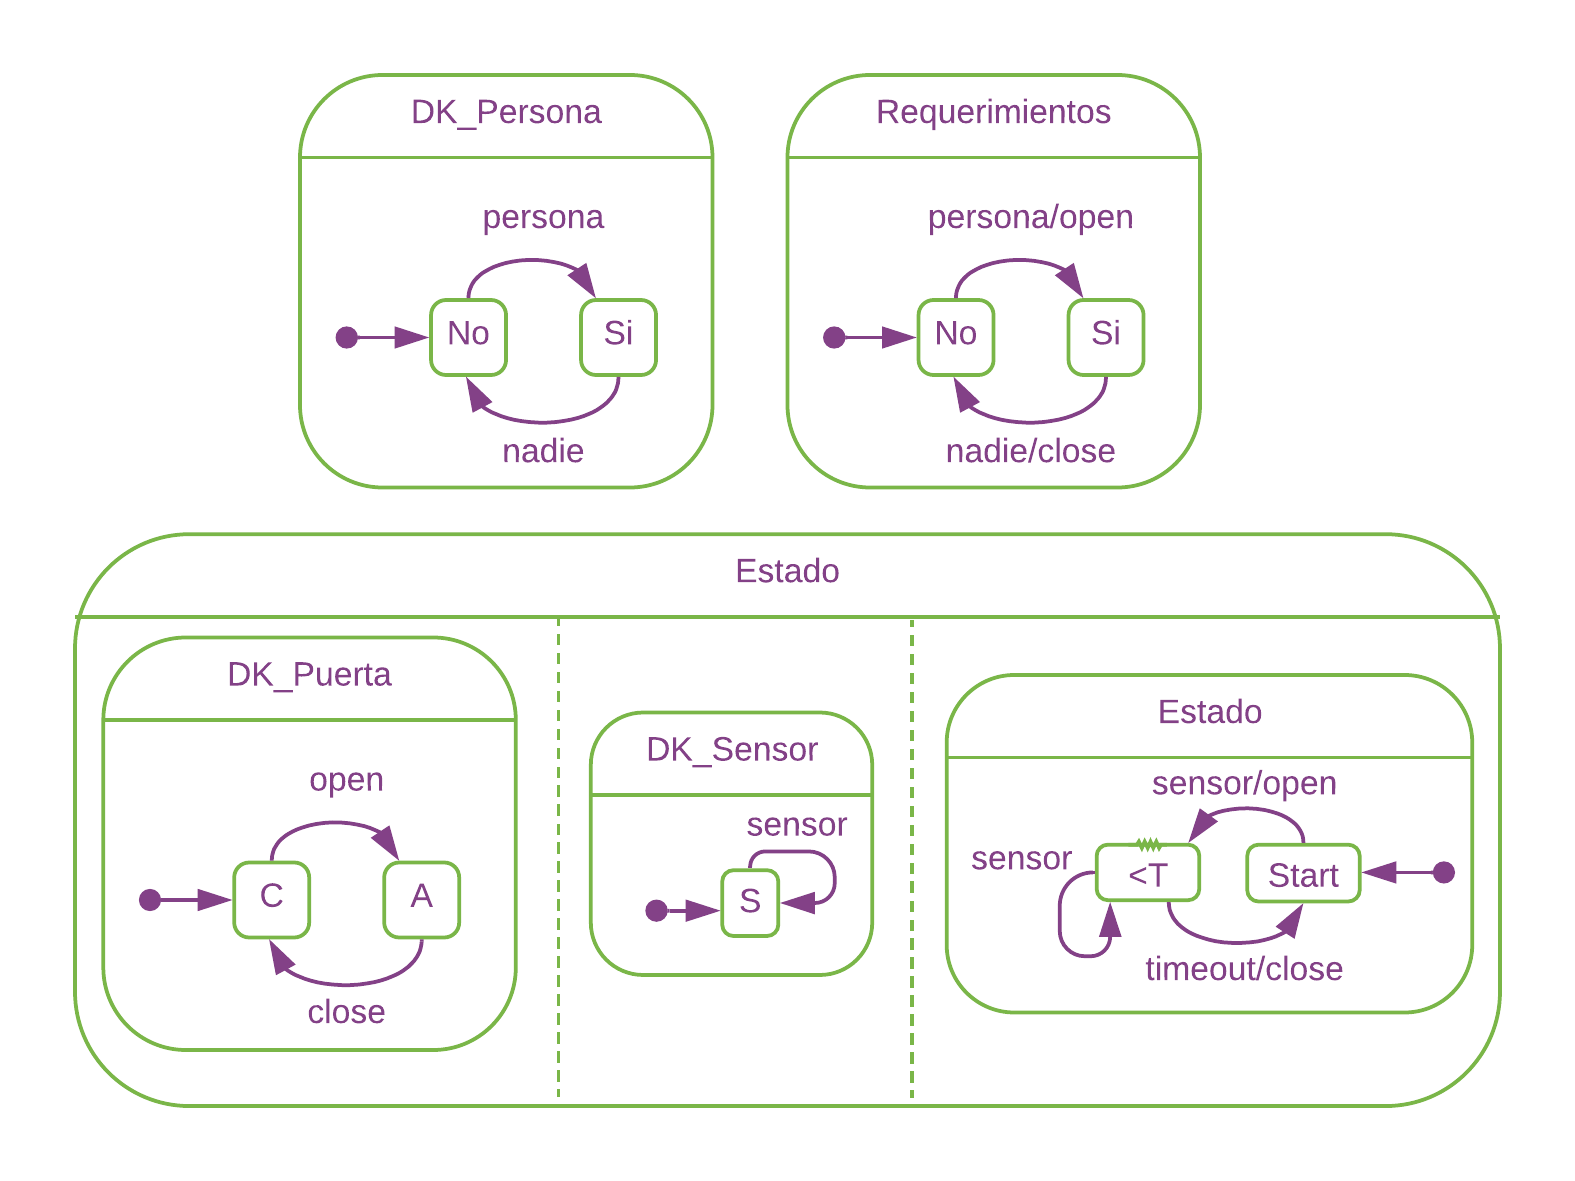 DK_Persona
persona
No
Si
nadie
Requerimientos
persona/open
No
Si
nadie/close
Estado
DK_Puerta
open
C
A
close
DK_Sensor
sensor
S
Estado
sensor/open
sensor
<T
Start
timeout/close